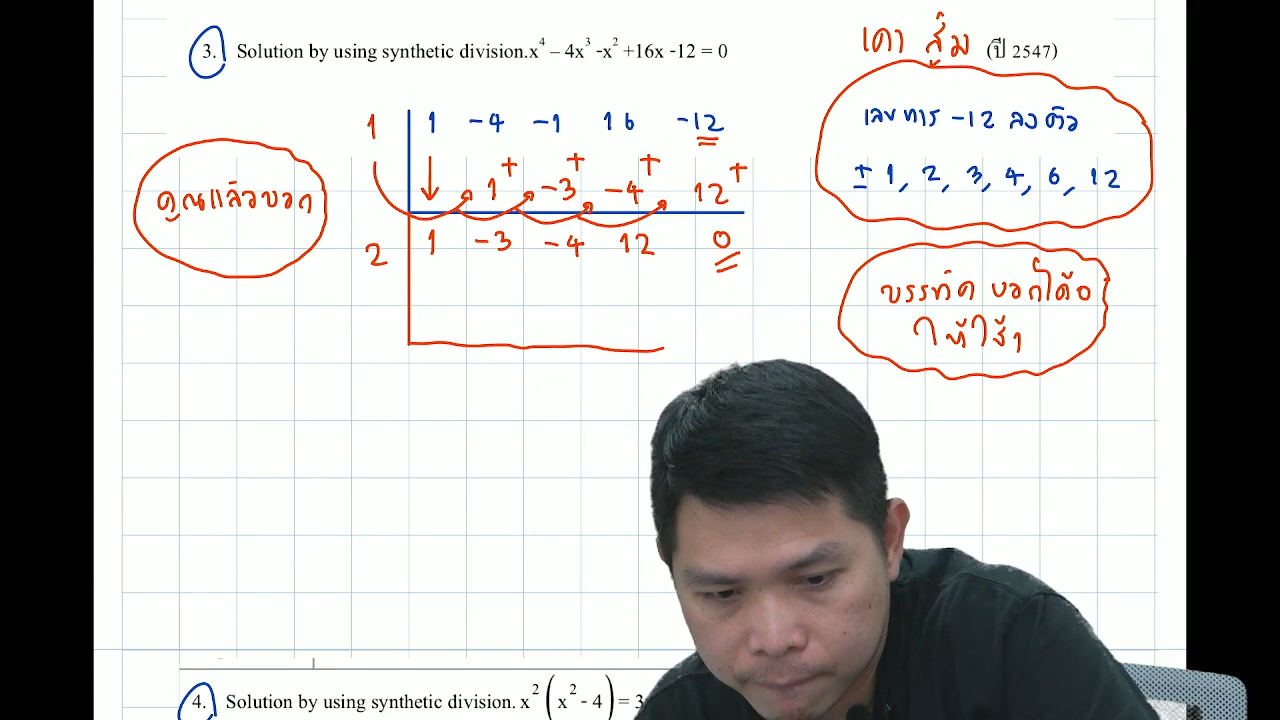 3. Solution by using synthetic division. x⁴ – 4x³ -x² +16x -12 = 0
เดา สุ่ม (ปี 2547)
เลขหาร -12 ลงตัว
± 1, 2, 3, 4, 6, 12
1 1 -4 -1 16 -12
คูณแล้วบวก
+ + + +
1 -3 -4 12
2 1 -3 -4 12 0
บรรทัด บวกได้ 0
ให้ใช้
4. Solution by using synthetic division. x² (x² - 4) = 3